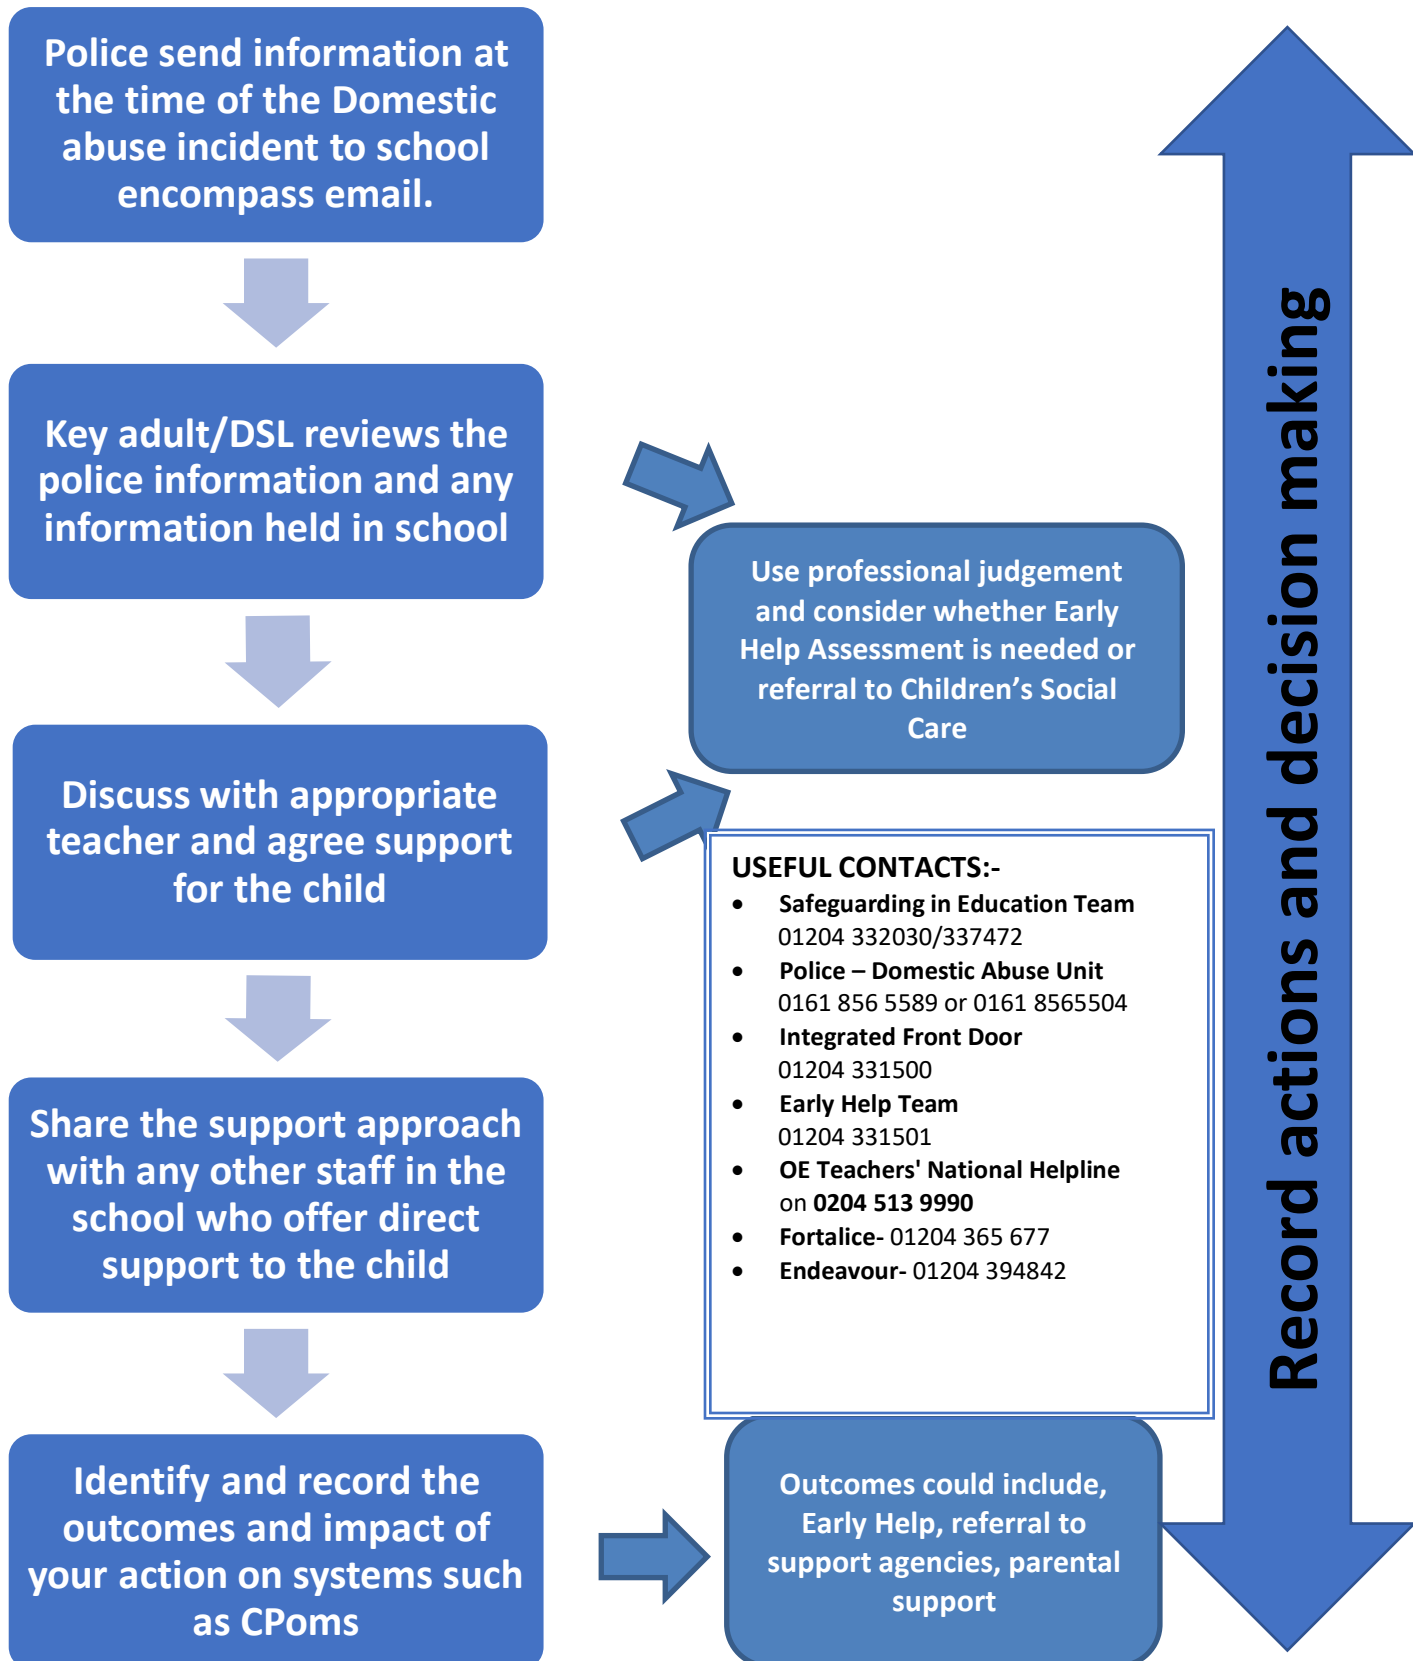 Police send information at
the time of the Domestic
abuse incident to school
encompass email.
Key adult/DSL reviews the
police information and any
information held in school
Use professional judgement
and consider whether Early
Help Assessment is needed or
referral to Children’s Social
Care
Discuss with appropriate
teacher and agree support
for the child
USEFUL CONTACTS:-
• Safeguarding in Education Team
01204 332030/337472
• Police – Domestic Abuse Unit
0161 856 5589 or 0161 8565504
• Integrated Front Door
01204 331500
• Early Help Team
01204 331501
• OE Teachers' National Helpline
on 0204 513 9990
• Fortalice- 01204 365 677
• Endeavour- 01204 394842
Share the support approach
with any other staff in the
school who offer direct
support to the child
Identify and record the
outcomes and impact of
your action on systems such
as CPoms
Outcomes could include,
Early Help, referral to
support agencies, parental
support
Record actions and decision making